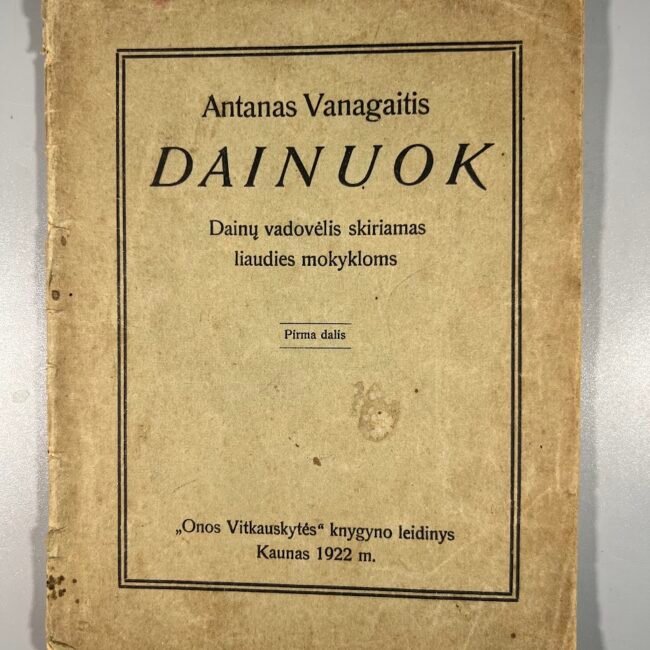 Antanas Vanagaitis
DAINUOK
Dainų vadovėlis skiriamas
liaudies mokykloms
Pirma dalis
„Onos Vitkauskytės“ knygyno leidinys
Kaunas 1922 m.